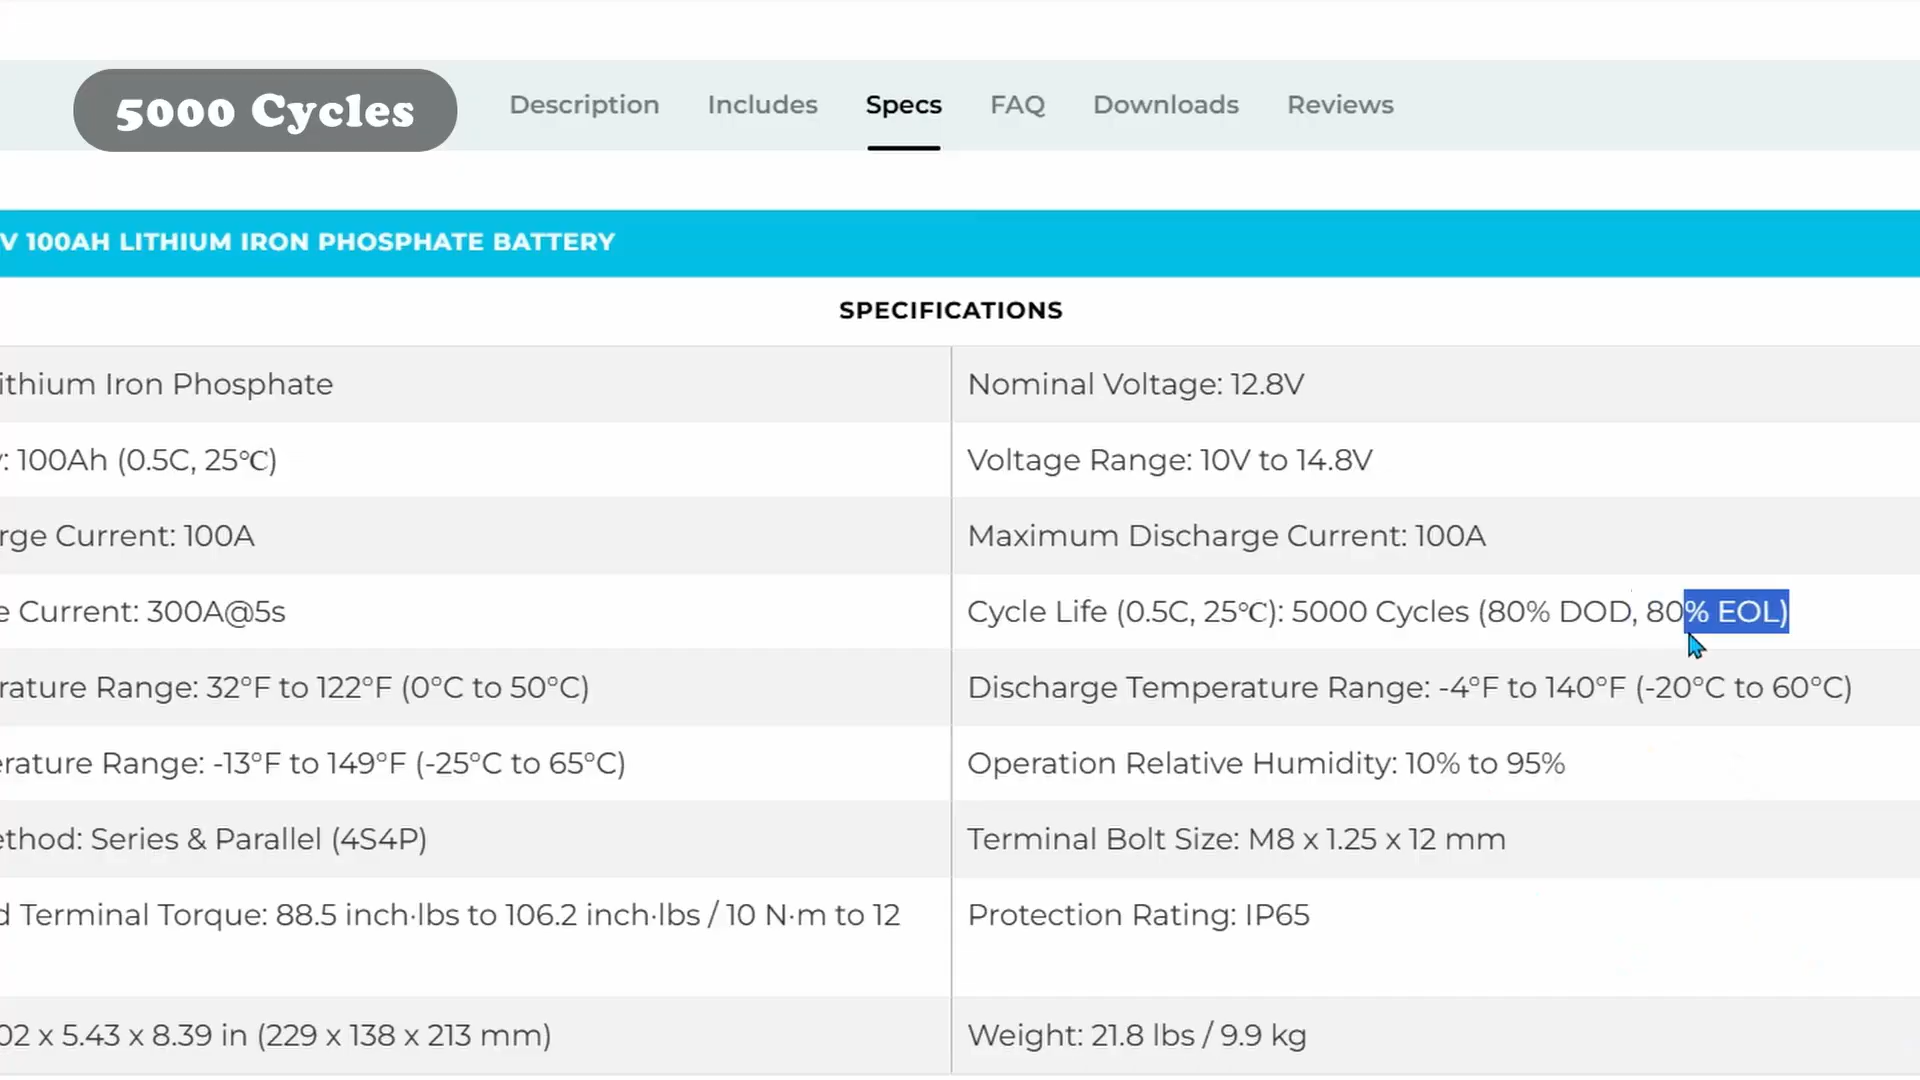 5000 Cycles
Description Includes Specs FAQ Downloads Reviews
V 100AH LITHIUM IRON PHOSPHATE BATTERY
SPECIFICATIONS
ithium Iron Phosphate
Nominal Voltage: 12.8V
: 100Ah (0.5C, 25℃)
Voltage Range: 10V to 14.8V
rge Current: 100A
Maximum Discharge Current: 100A
e Current: 300A@5s
Cycle Life (0.5C, 25℃): 5000 Cycles (80% DOD, 80% EOL)
rature Range: 32°F to 122°F (0°C to 50°C)
Discharge Temperature Range: -4°F to 140°F (-20°C to 60°C)
erature Range: -13°F to 149°F (-25°C to 65°C)
Operation Relative Humidity: 10% to 95%
ethod: Series & Parallel (4S4P)
Terminal Bolt Size: M8 x 1.25 x 12 mm
d Terminal Torque: 88.5 inch·lbs to 106.2 inch·lbs / 10 N·m to 12
Protection Rating: IP65
02 x 5.43 x 8.39 in (229 x 138 x 213 mm)
Weight: 21.8 lbs / 9.9 kg